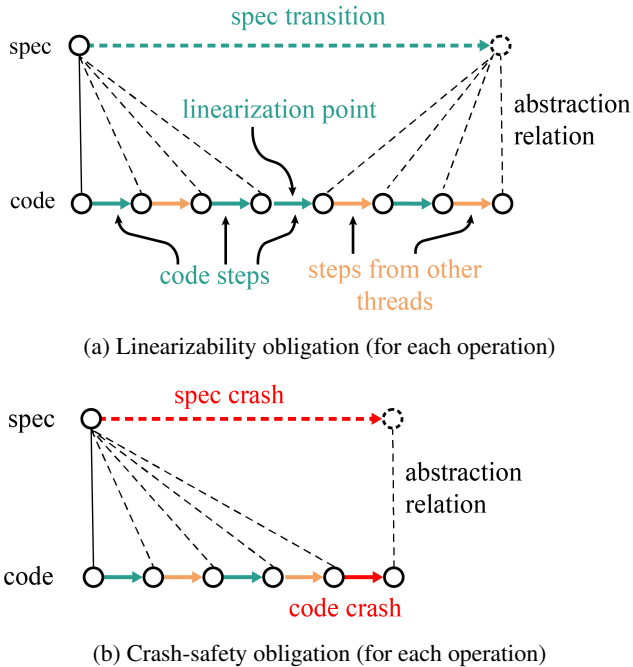 spec transition
spec
linearization point
abstraction
relation
code
code steps
steps from other
threads
(a) Linearizability obligation (for each operation)
spec crash
spec
abstraction
relation
code
code crash
(b) Crash-safety obligation (for each operation)